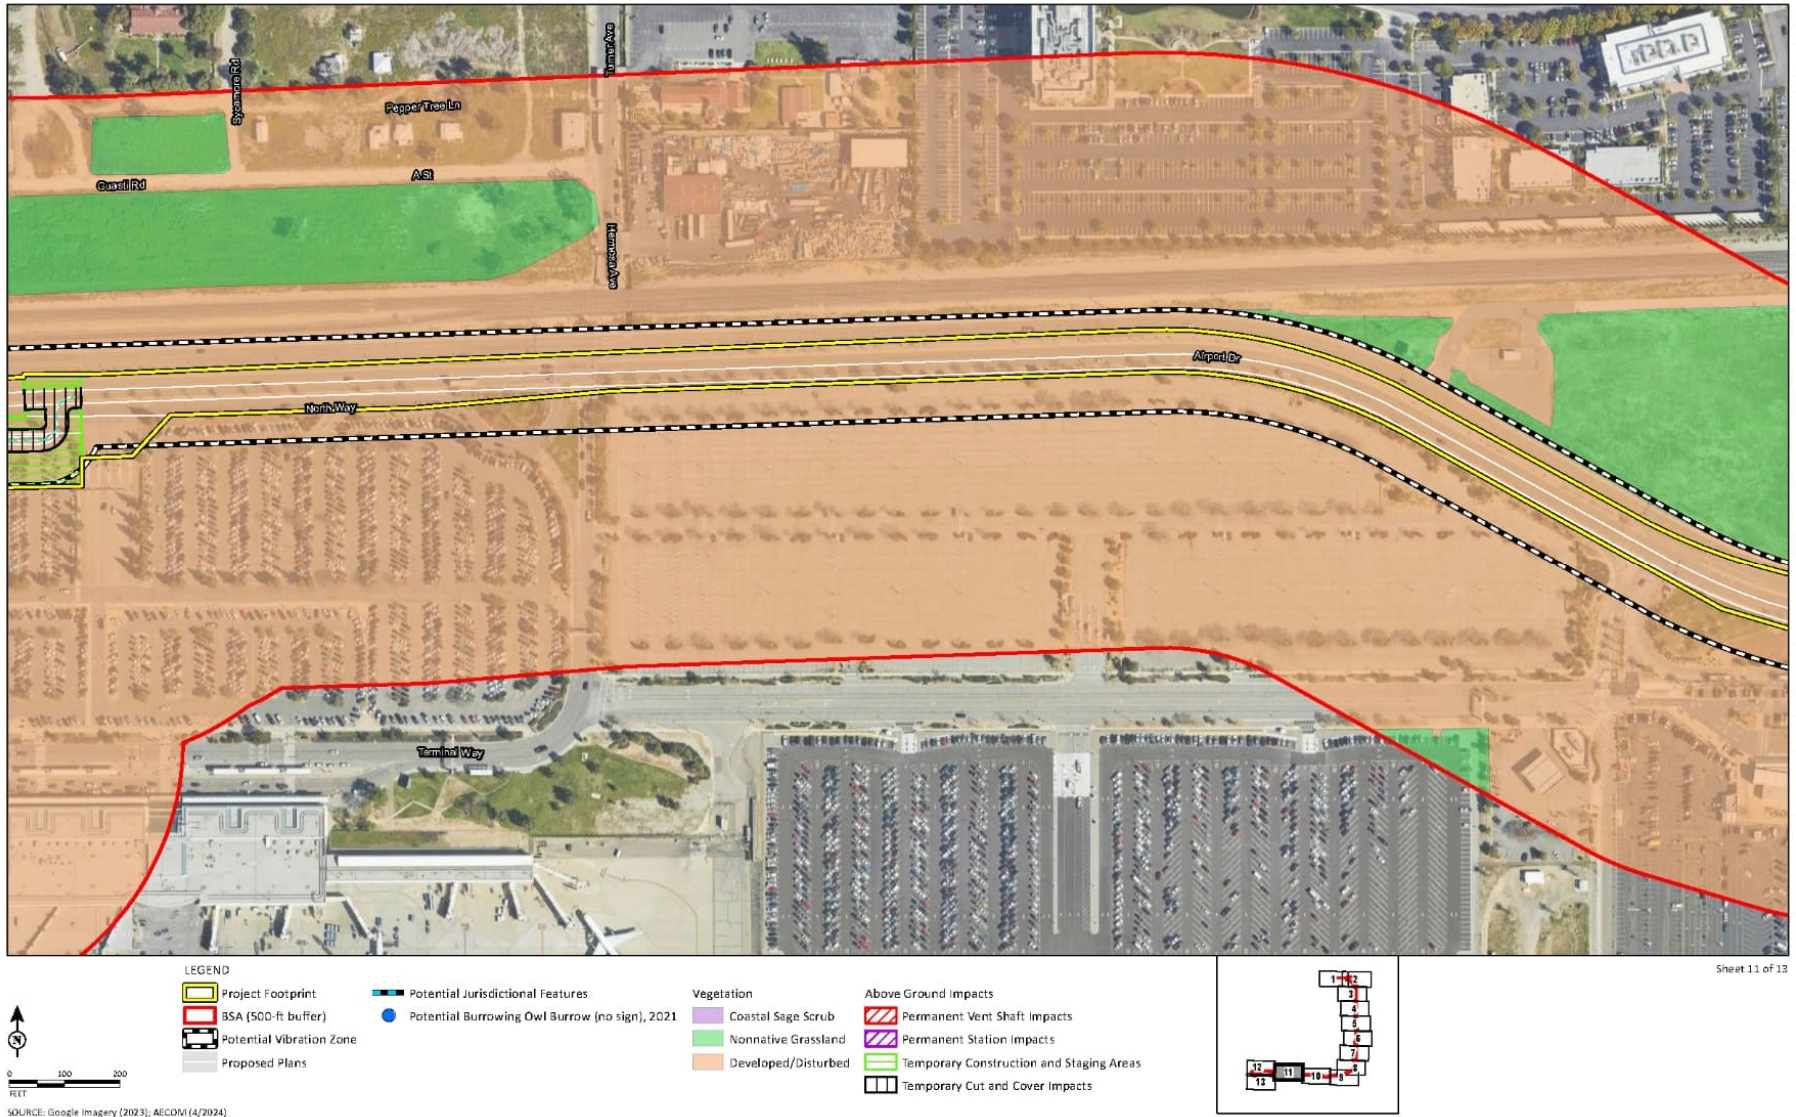 Turner Ave
Sycamore Rd
Pepper Tree Ln
Guasti Rd
A St
Hermosa Ave
Airport Dr
North Way
Terminal Way
Sheet 11 of 13
LEGEND
Project Footprint
BSA (500-ft buffer)
Potential Vibration Zone
Proposed Plans
Potential Jurisdictional Features
Potential Burrowing Owl Burrow (no sign), 2021
Vegetation
Coastal Sage Scrub
Nonnative Grassland
Developed/Disturbed
Above Ground Impacts
Permanent Vent Shaft Impacts
Permanent Station Impacts
Temporary Construction and Staging Areas
Temporary Cut and Cover Impacts
1 2
3
4
5
6
7
8
9
10
11
12
13
N
0 100 200
FEET
SOURCE: Google Imagery (2023); AECOM (4/2024)